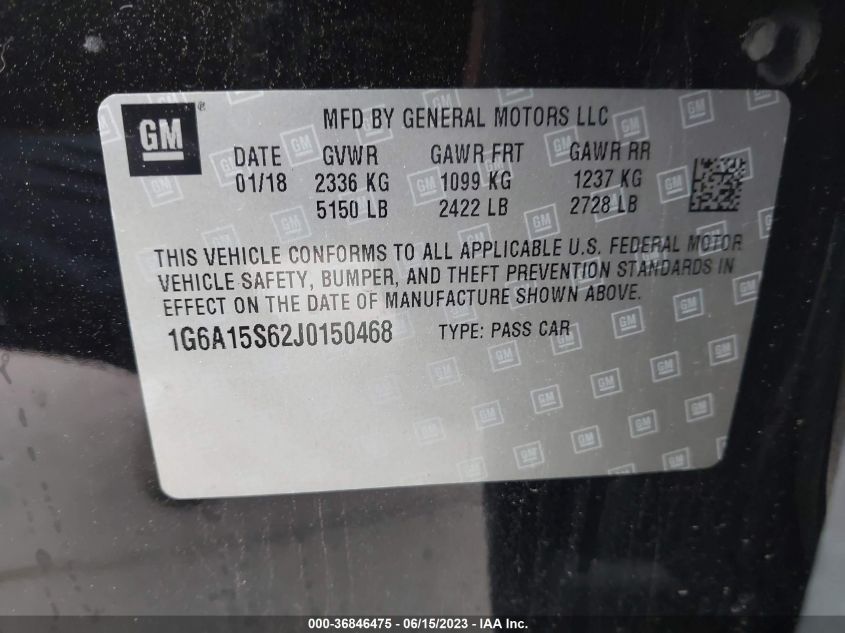 GM ®
MFD BY GENERAL MOTORS LLC
DATE GVWR GAWR FRT GAWR RR
01/18 2336 KG 1099 KG 1237 KG
5150 LB 2422 LB 2728 LB
THIS VEHICLE CONFORMS TO ALL APPLICABLE U.S. FEDERAL MOTOR
VEHICLE SAFETY, BUMPER, AND THEFT PREVENTION STANDARDS IN
EFFECT ON THE DATE OF MANUFACTURE SHOWN ABOVE.
1G6A15S62J0150468 TYPE: PASS CAR
000-36846475 - 06/15/2023 - IAA Inc.